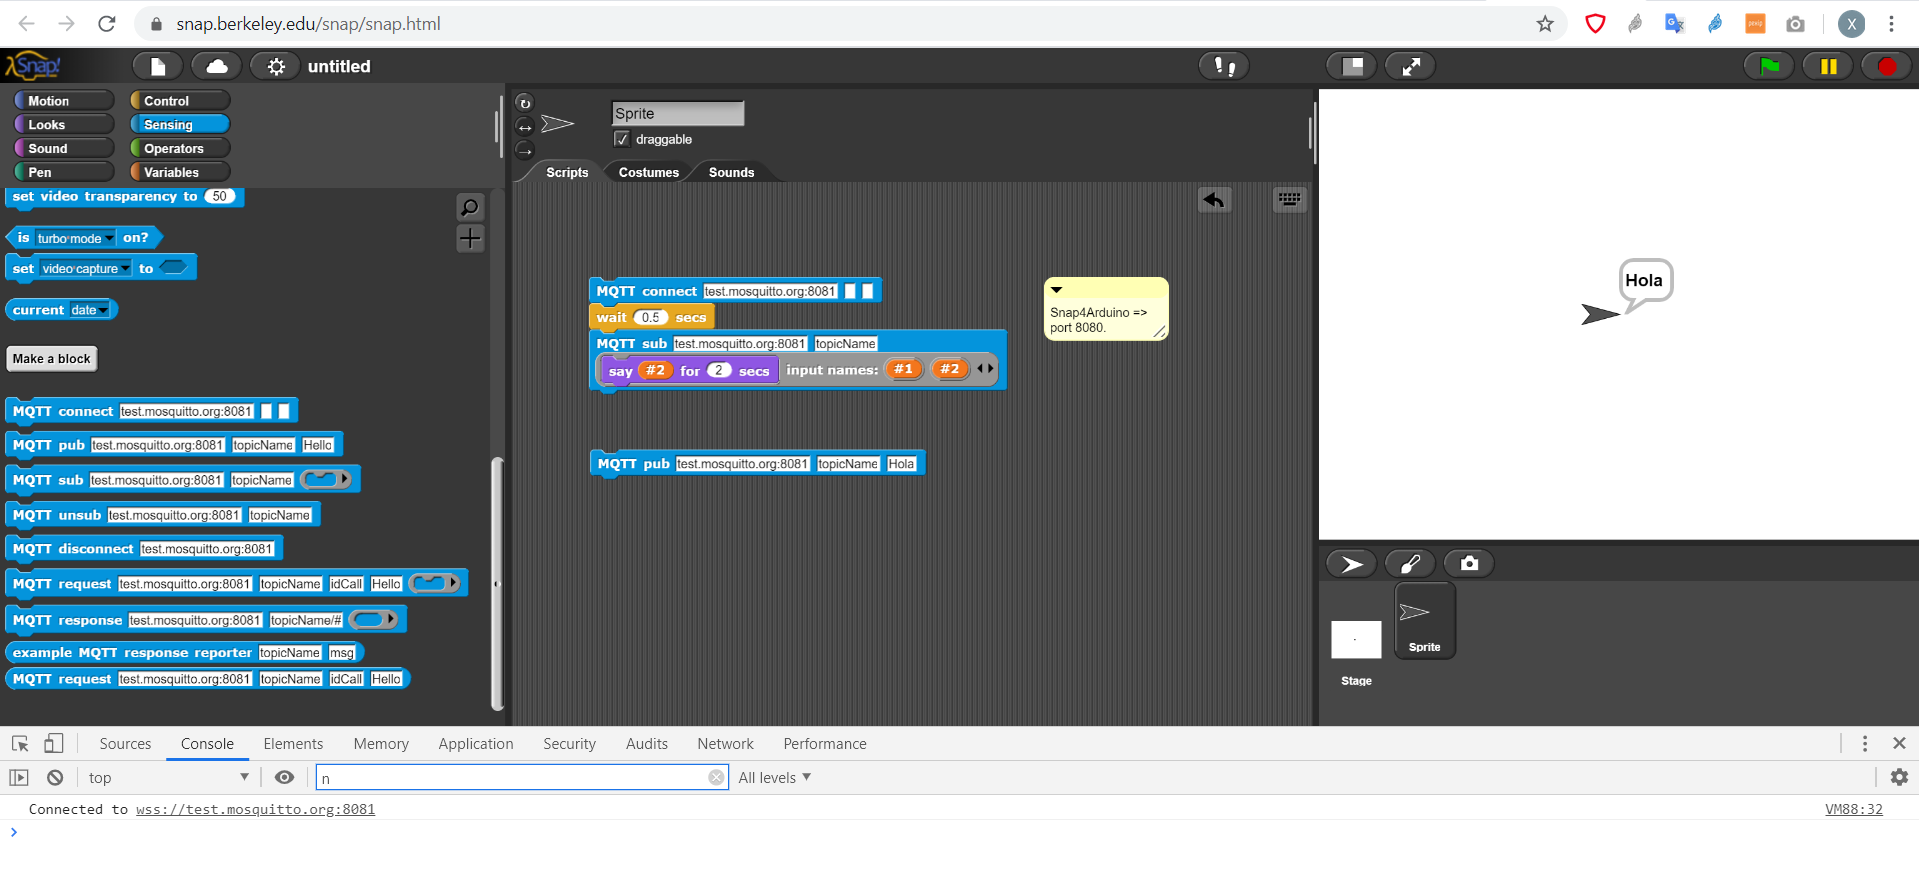 snap.berkeley.edu/snap/snap.html
X
Snap!
untitled
Motion
Control
Looks
Sensing
Sound
Operators
Pen
Variables
set video transparency to 50
is turbo mode on?
set video capture to
current date
Make a block
MQTT connect test.mosquitto.org:8081
MQTT pub test.mosquitto.org:8081 topicName Hello
MQTT sub test.mosquitto.org:8081 topicName
MQTT unsub test.mosquitto.org:8081 topicName
MQTT disconnect test.mosquitto.org:8081
MQTT request test.mosquitto.org:8081 topicName idCall Hello
MQTT response test.mosquitto.org:8081 topicName/#
example MQTT response reporter topicName msg
MQTT request test.mosquitto.org:8081 topicName idCall Hello
Sprite
draggable
Scripts Costumes Sounds
MQTT connect test.mosquitto.org:8081
wait 0.5 secs
MQTT sub test.mosquitto.org:8081 topicName
say #2 for 2 secs input names: #1 #2
MQTT pub test.mosquitto.org:8081 topicName Hola
Snap4Arduino =>
port 8080.
Hola
Stage
Sprite
Sources Console Elements Memory Application Security Audits Network Performance
top
n
All levels
Connected to wss://test.mosquitto.org:8081
VM88:32